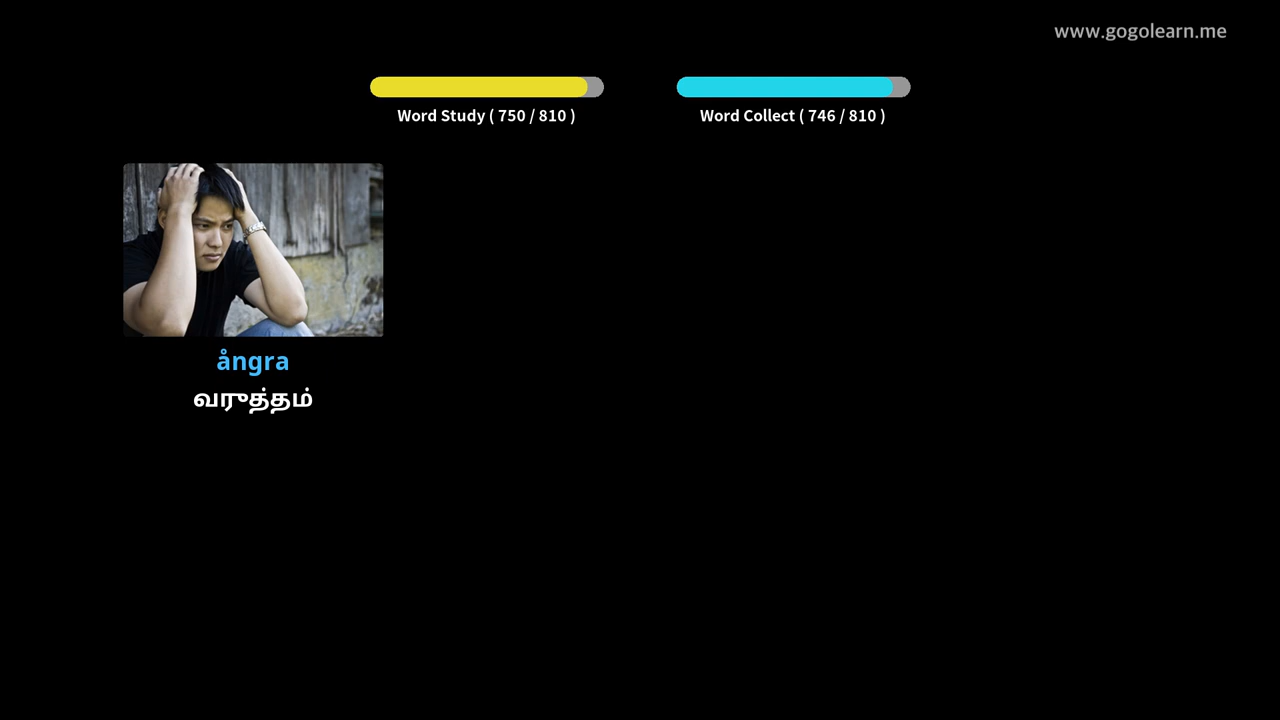 www.gogolearn.me
Word Study ( 750 / 810 )
Word Collect ( 746 / 810 )
ångra
வருத்தம்